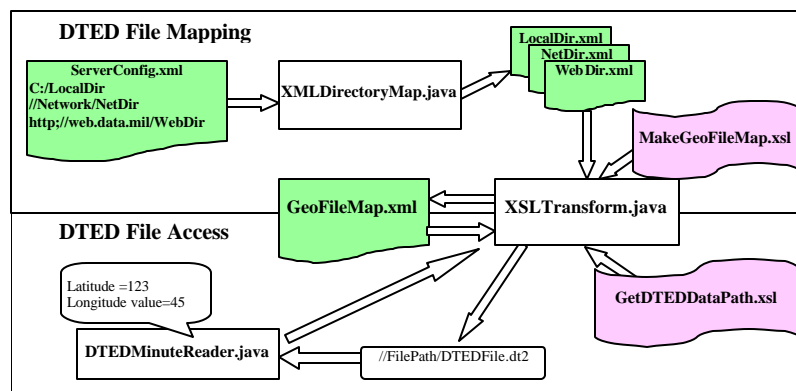 DTED File Mapping
ServerConfig.xml
C:/LocalDir
//Network/NetDir
http;//web.data.mil/WebDir
XMLDirectoryMap.java
LocalDir.xml
NetDir.xml
WebDir.xml
MakeGeoFileMap.xsl
GeoFileMap.xml
XSLTransform.java
DTED File Access
Latitude =123
Longitude value=45
GetDTEDDataPath.xsl
DTEDMinuteReader.java
//FilePath/DTEDFile.dt2